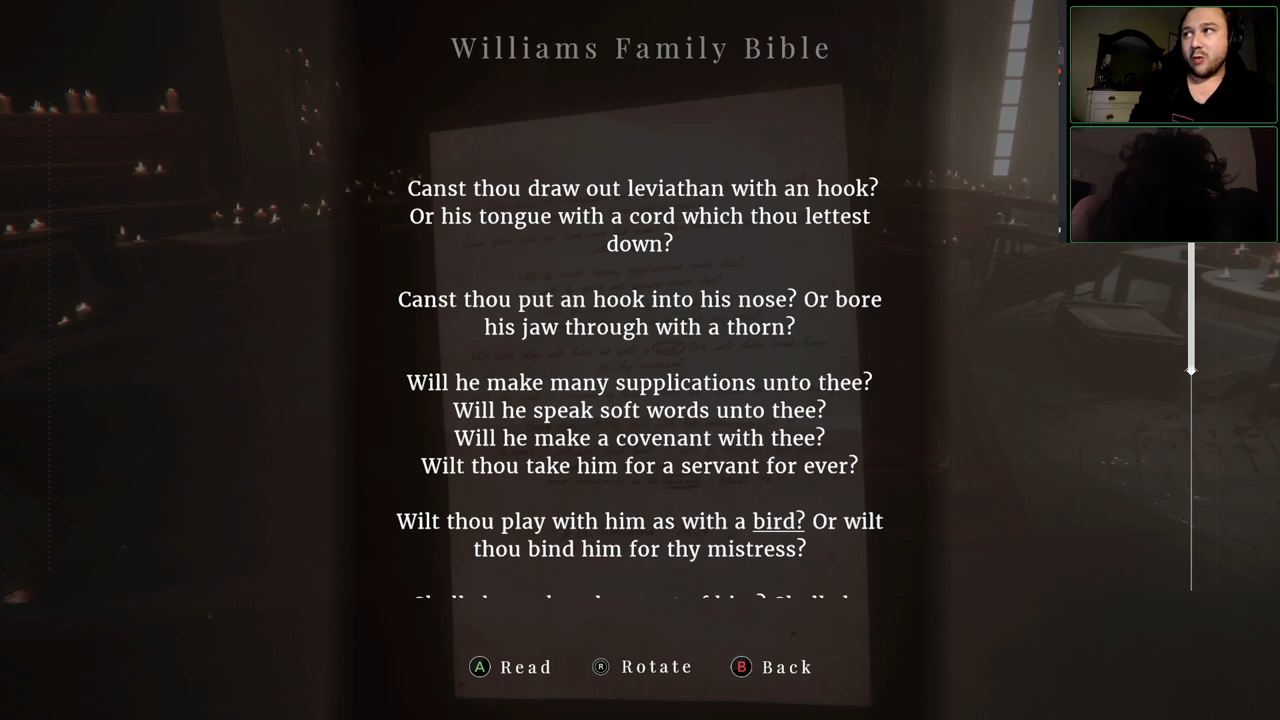 Williams Family Bible
Canst thou draw out leviathan with an hook?
Or his tongue with a cord which thou lettest
down?
Canst thou put an hook into his nose? Or bore
his jaw through with a thorn?
Will he make many supplications unto thee?
Will he speak soft words unto thee?
Will he make a covenant with thee?
Wilt thou take him for a servant for ever?
Wilt thou play with him as with a bird? Or wilt
thou bind him for thy mistress?
A Read R Rotate B Back